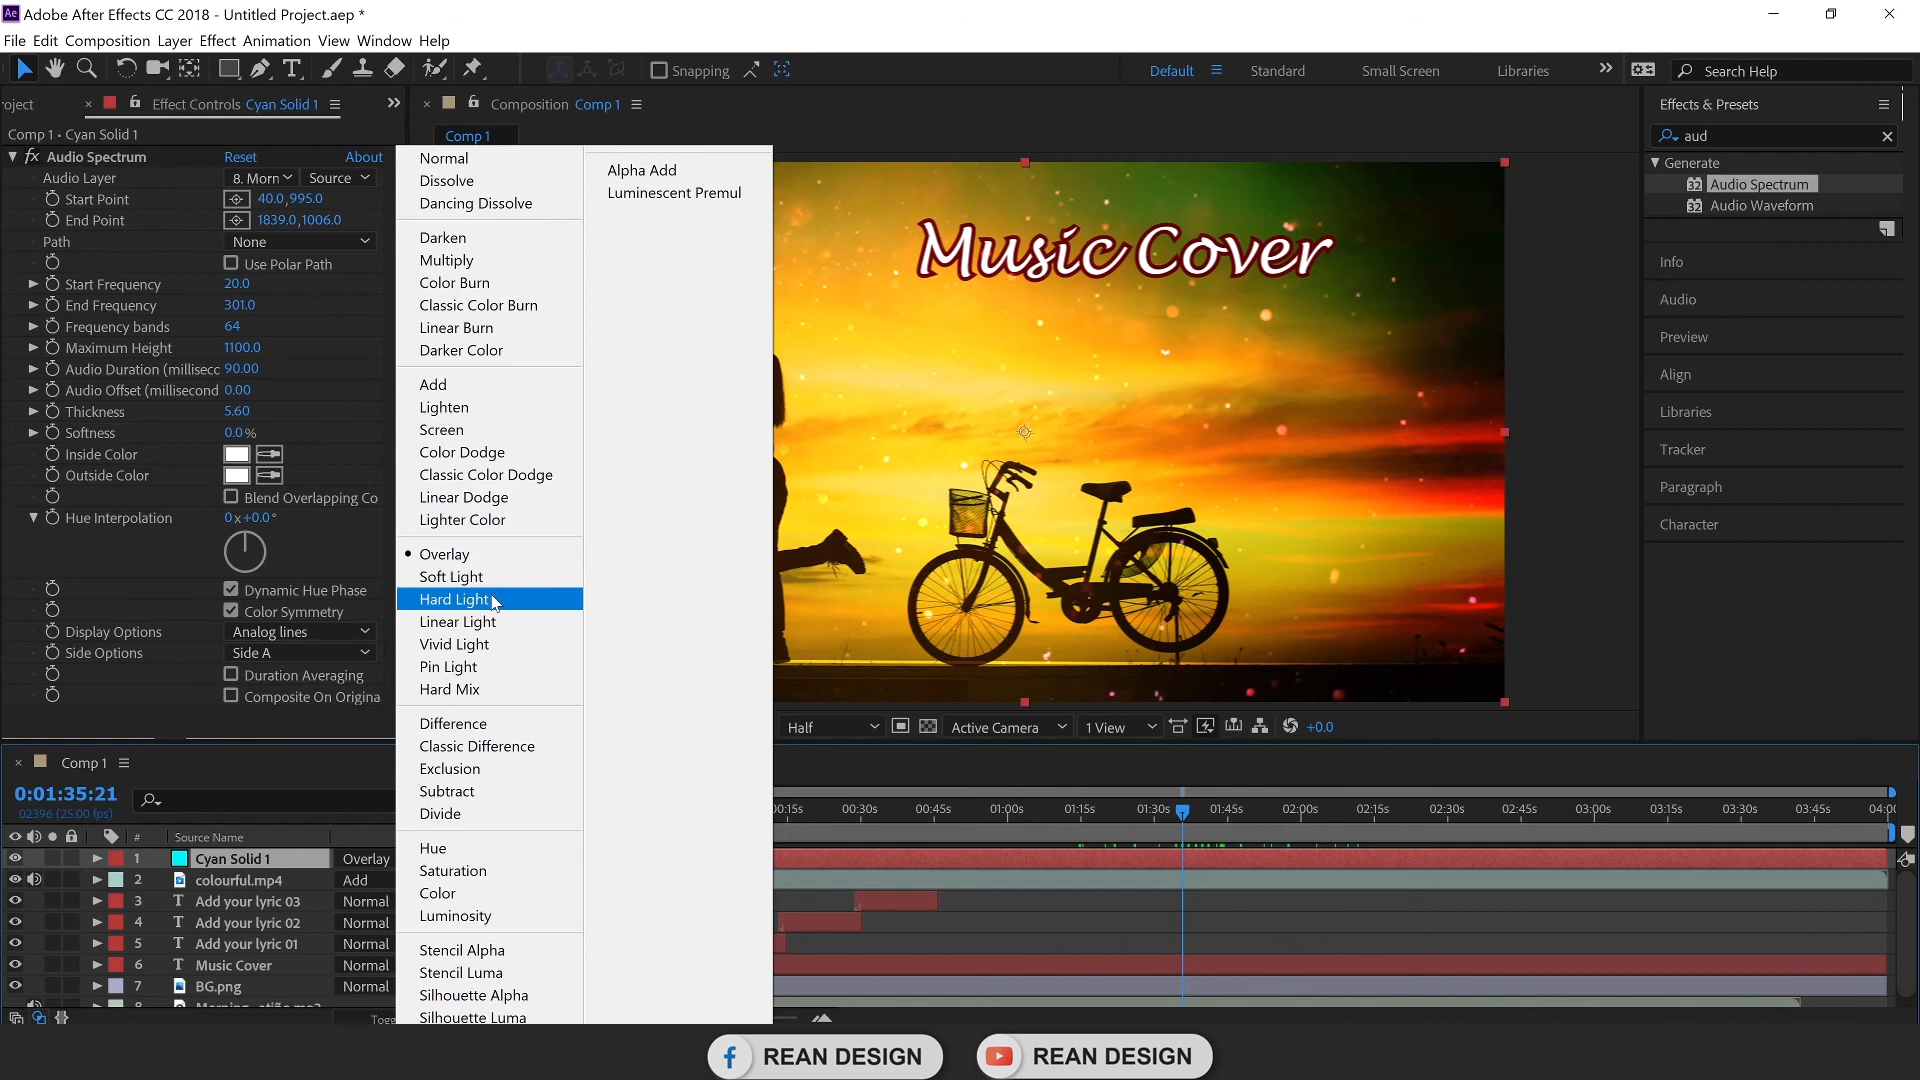 Ae Adobe After Effects CC 2018 - Untitled Project.aep *
File Edit Composition Layer Effect Animation View Window Help
Snapping
Default
Standard
Small Screen
Libraries
Search Help
roject
Effect Controls Cyan Solid 1
Composition Comp 1
Effects & Presets
Comp 1 • Cyan Solid 1
Comp 1
aud
fx Audio Spectrum Reset About
Audio Layer 8. Morn Source
Start Point 40.0,995.0
End Point 1839.0,1006.0
Path None
Use Polar Path
Start Frequency 20.0
End Frequency 301.0
Frequency bands 64
Maximum Height 1100.0
Audio Duration (millisecc 90.00
Audio Offset (millisecond 0.00
Thickness 5.60
Softness 0.0%
Inside Color
Outside Color
Blend Overlapping Co
Hue Interpolation 0x+0.0°
Dynamic Hue Phase
Color Symmetry
Display Options Analog lines
Side Options Side A
Duration Averaging
Composite On Origina
Normal
Dissolve
Dancing Dissolve
Darken
Multiply
Color Burn
Classic Color Burn
Linear Burn
Darker Color
Add
Lighten
Screen
Color Dodge
Classic Color Dodge
Linear Dodge
Lighter Color
Overlay
Soft Light
Hard Light
Linear Light
Vivid Light
Pin Light
Hard Mix
Difference
Classic Difference
Exclusion
Subtract
Divide
Hue
Saturation
Color
Luminosity
Stencil Alpha
Stencil Luma
Silhouette Alpha
Silhouette Luma
Alpha Add
Luminescent Premul
Music Cover
Generate
32 Audio Spectrum
32 Audio Waveform
Info
Audio
Preview
Align
Libraries
Tracker
Paragraph
Character
Half
Active Camera
1 View
+0.0
Comp 1
0:01:35:21
02396 (25.00 fps)
00:15s 00:30s 00:45s 01:00s 01:15s 01:30s 01:45s 02:00s 02:15s 02:30s 02:45s 03:00s 03:15s 03:30s 03:45s 04:00
# Source Name
1 Cyan Solid 1 Overlay
2 colourful.mp4 Add
3 T Add your lyric 03 Normal
4 T Add your lyric 02 Normal
5 T Add your lyric 01 Normal
6 T Music Cover Normal
7 BG.png Normal
Togg
REAN DESIGN
REAN DESIGN